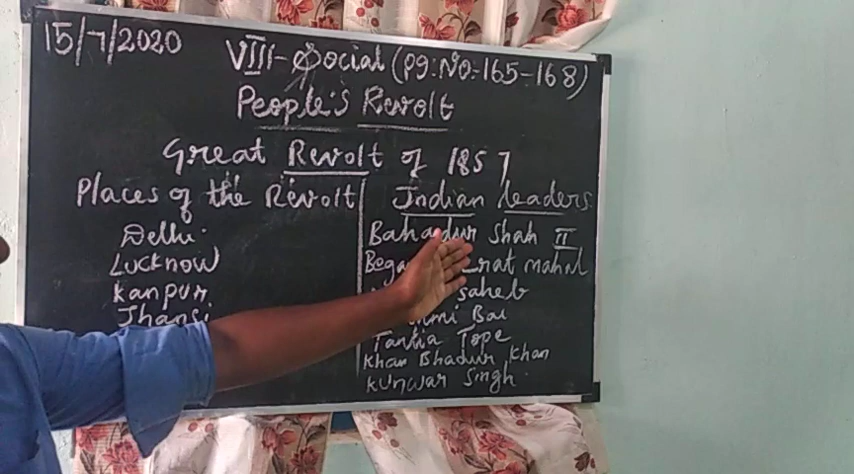 15/7/2020
VIII-Social (pg:No:-165-168)
People's Revolt
Great Revolt of 1857
Places of the Revolt
Indian leaders
Delhi
Bahadur Shah II
Lucknow
mahal
Kanpur
saheb
Jhansi
Bai
Tantia Tope
Khan Bhadur Khan
Kunwar Singh